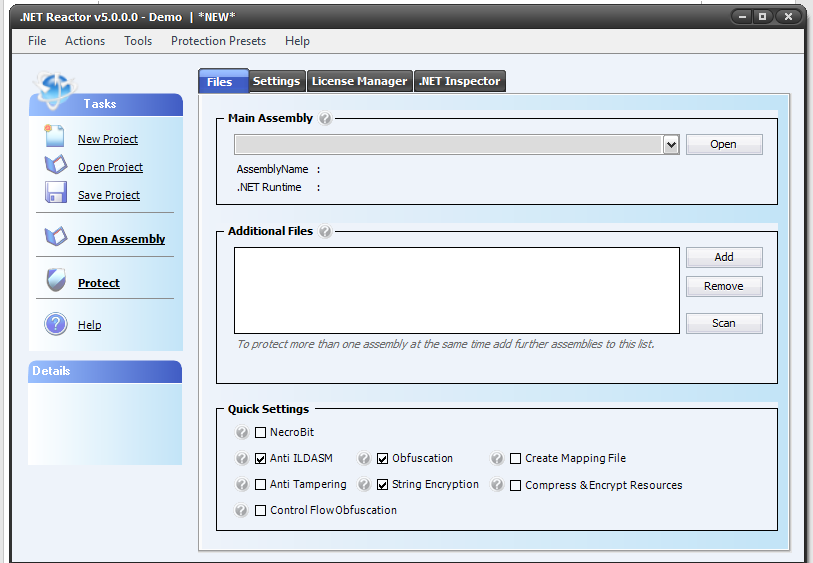 .NET Reactor v5.0.0.0 - Demo | *NEW*
File Actions Tools Protection Presets Help
Tasks
New Project
Open Project
Save Project
Open Assembly
Protect
Help
Details
Files Settings License Manager .NET Inspector
Main Assembly
Open
AssemblyName :
.NET Runtime :
Additional Files
Add
Remove
Scan
To protect more than one assembly at the same time add further assemblies to this list.
Quick Settings
NecroBit
Anti ILDASM Obfuscation Create Mapping File
Anti Tampering String Encryption Compress & Encrypt Resources
Control Flow Obfuscation